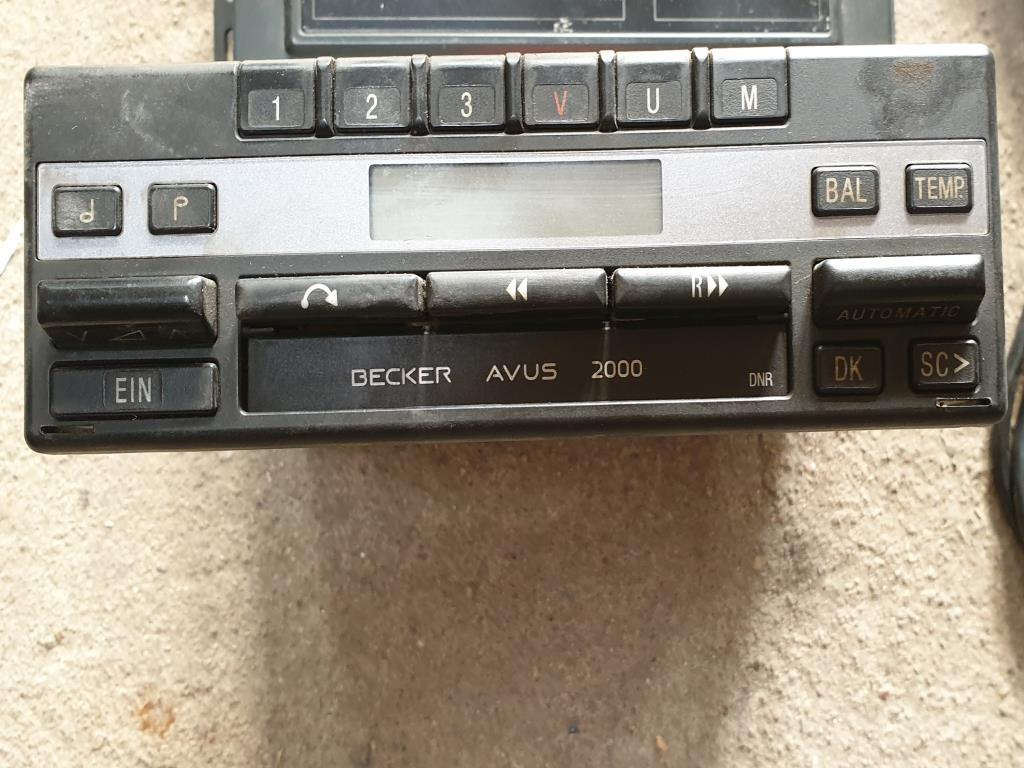 1 2 3 V U M
BAL TEMP
R
AUTOMATIC
EIN
BECKER AVUS 2000
DNR
DK SC>